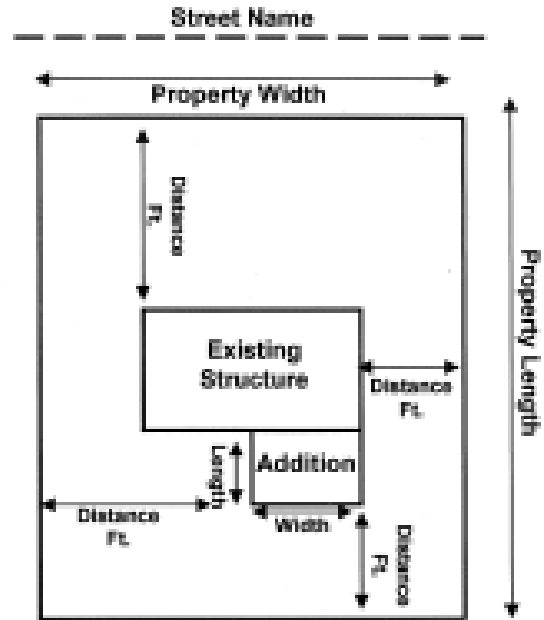 Street Name
Property Width
Distance
Ft.
Property Length
Existing
Structure
Distance
Ft.
Length
Addition
Width
Distance
Ft.
Distance
Ft.